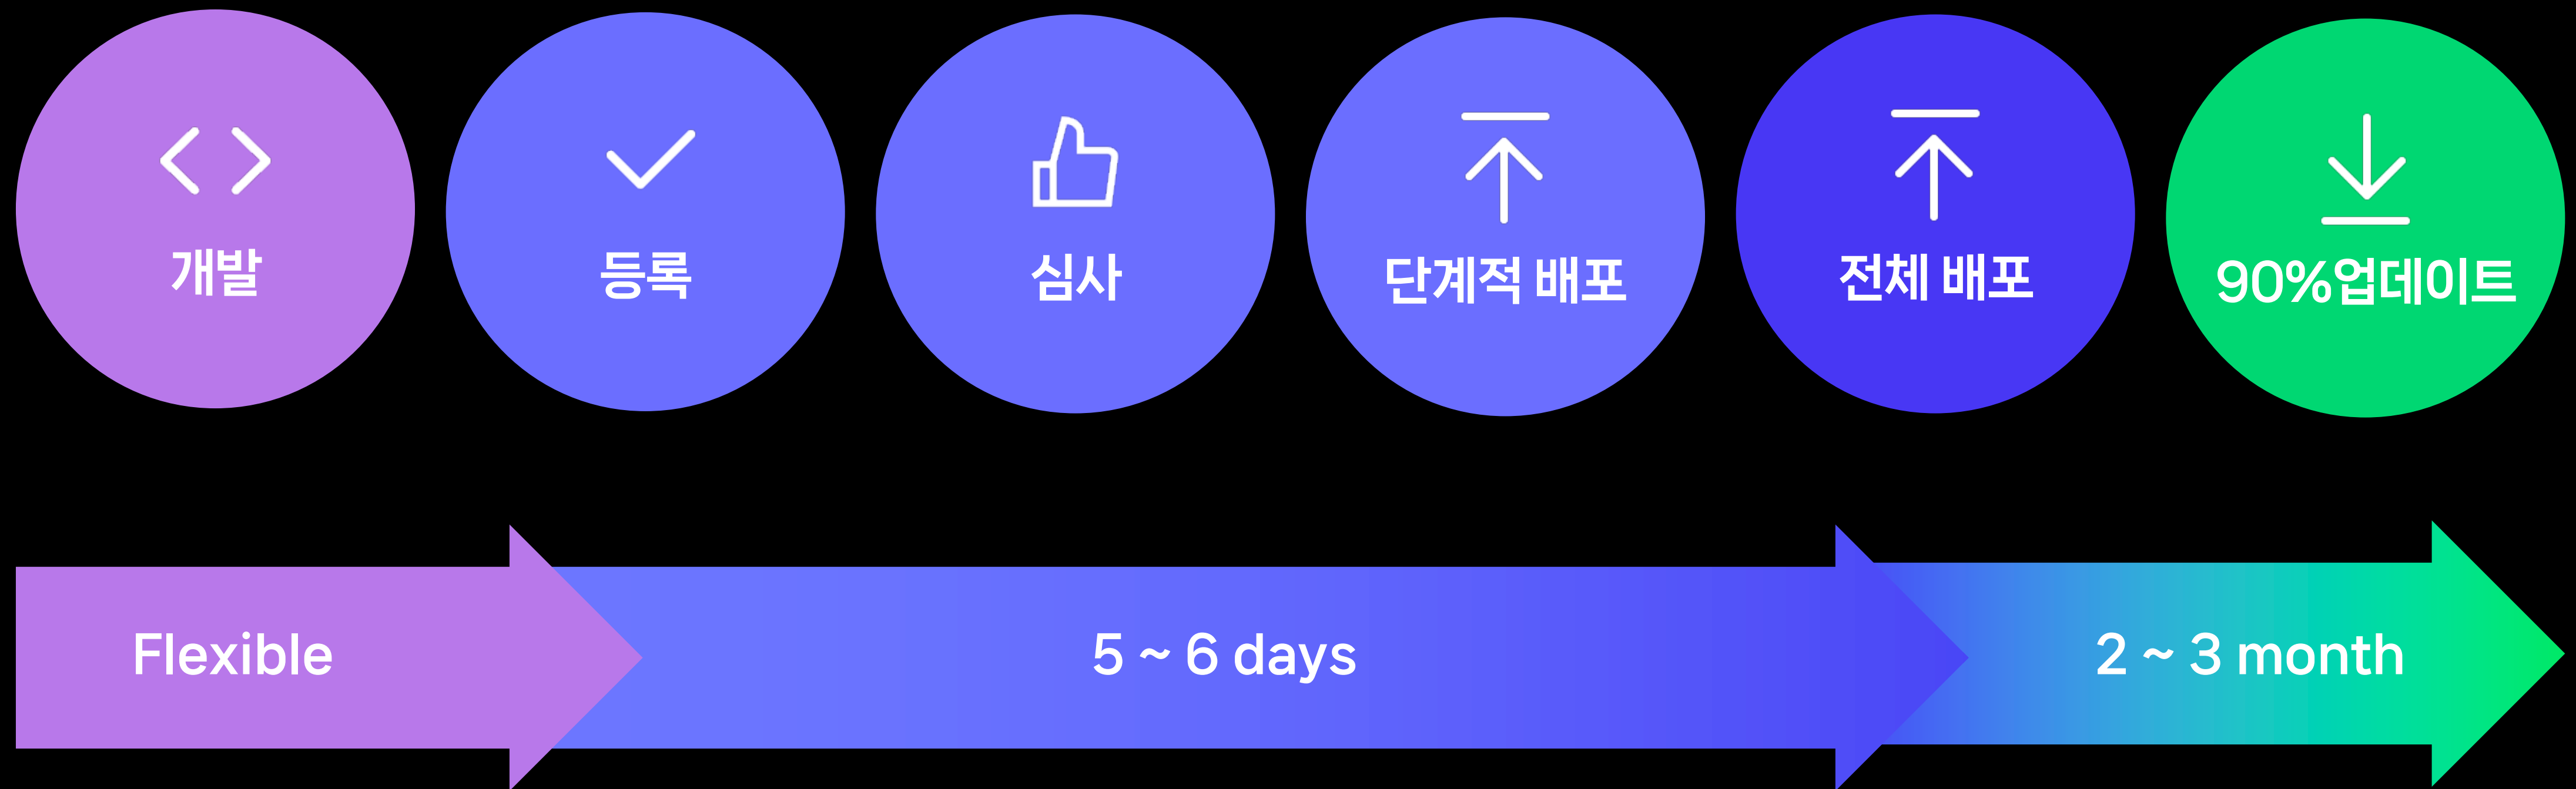 개발
등록
심사
단계적 배포
전체 배포
90%업데이트
Flexible
5 ~ 6 days
2 ~ 3 month